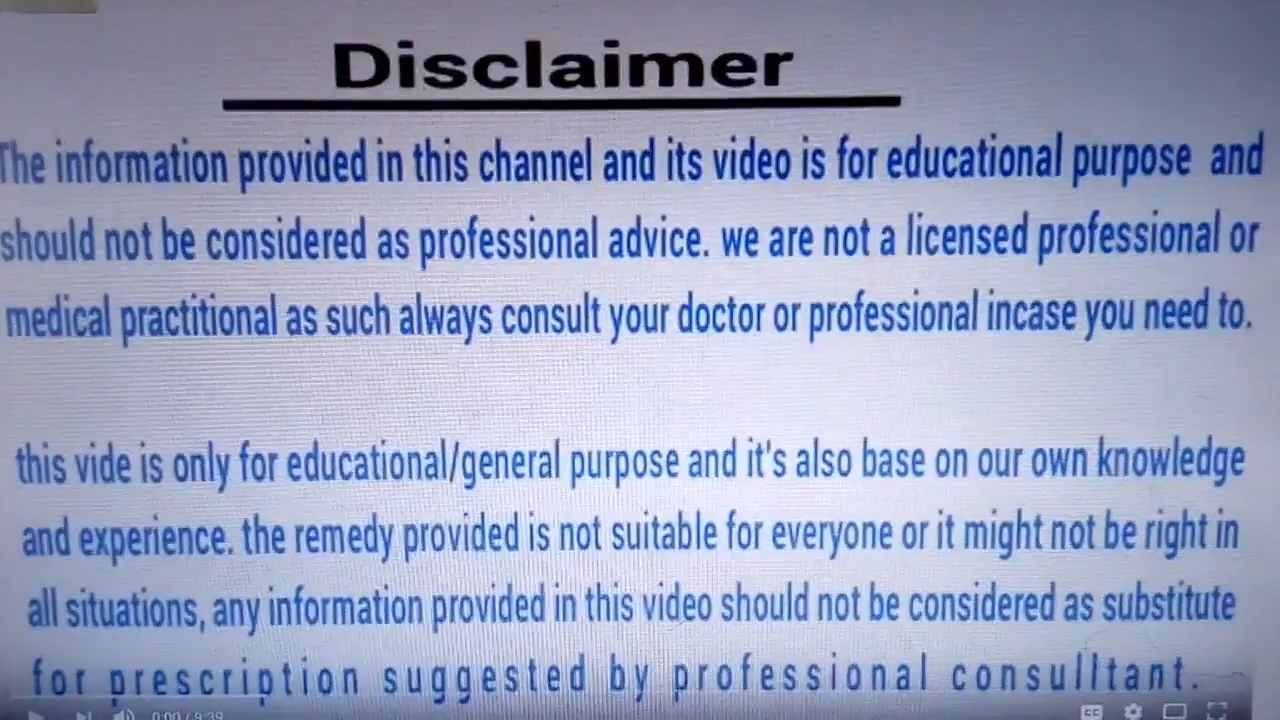 Disclaimer
The information provided in this channel and its video is for educational purpose and
should not be considered as professional advice. we are not a licensed professional or
medical practitional as such always consult your doctor or professional incase you need to.
this vide is only for educational/general purpose and it's also base on our own knowledge
and experience. the remedy provided is not suitable for everyone or it might not be right in
all situations, any information provided in this video should not be considered as substitute
for prescription suggested by professional consulltant.
0:00 / 9:39
CC